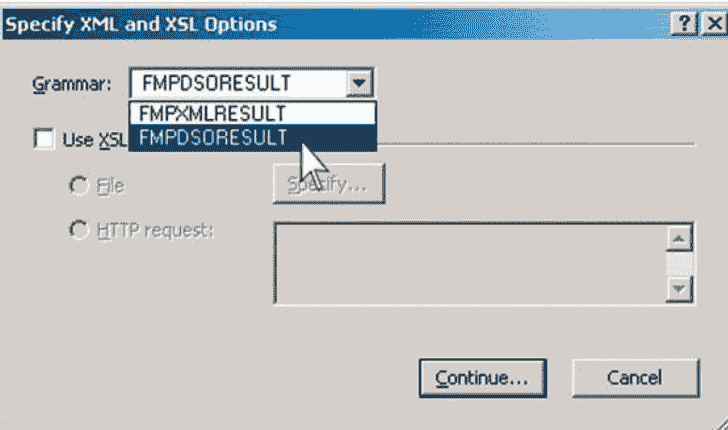 Specify XML and XSL Options
Grammar: FMPDSORESULT
FMPXMLRESULT
Use XSL FMPDSORESULT
File Specify...
HTTP request:
Continue... Cancel